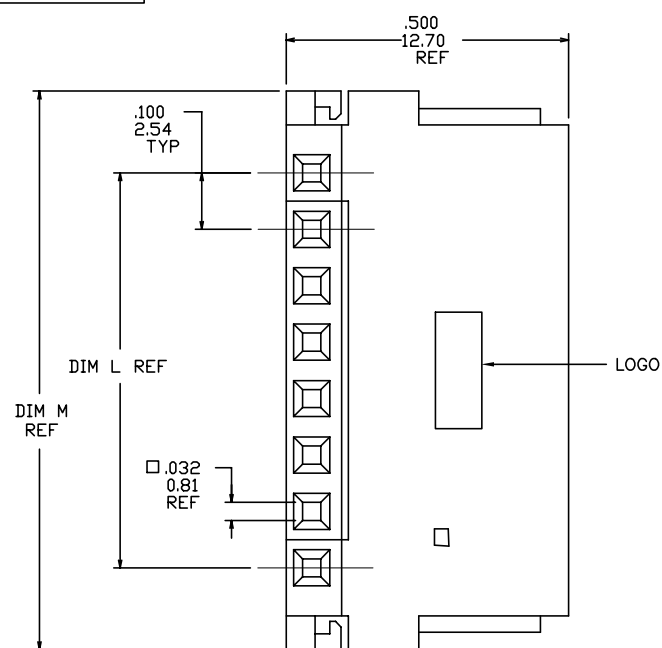 .500
12.70
REF
.100
2.54
TYP
DIM L REF
LOGO
DIM M
REF
□ .032
0.81
REF